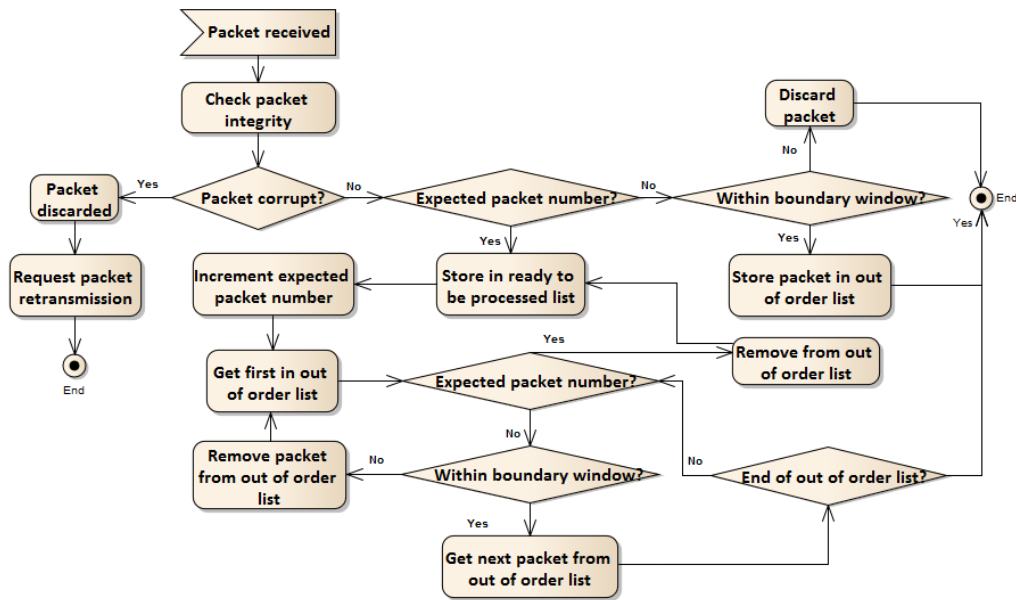 Packet received
Check packet
integrity
Discard
packet
Packet
discarded
Yes
Packet corrupt?
No
Expected packet number?
No
Within boundary window?
No
End
Yes
Yes
Yes
Request packet
retransmission
Increment expected
packet number
Store in ready to
be processed list
Store packet in out
of order list
End
Get first in out
of order list
Expected packet number?
Yes
Remove from out
of order list
No
Remove packet
from out of order
list
No
Within boundary window?
No
End of out of order list?
Yes
Get next packet from
out of order list